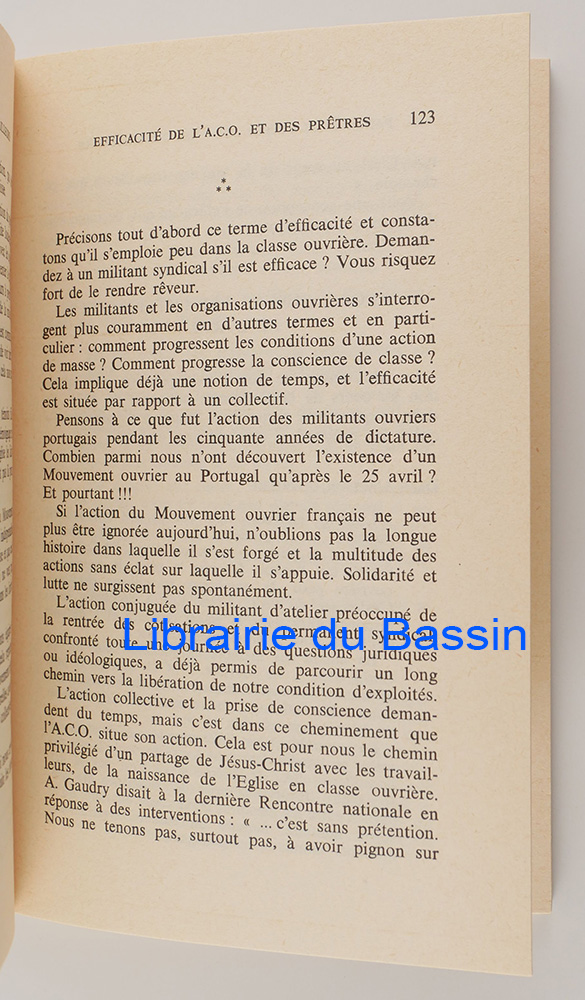 EFFICACITÉ DE L'A.C.O. ET DES PRÊTRES 123
Précisons tout d'abord ce terme d'efficacité et consta-
tons qu'il s'emploie peu dans la classe ouvrière. Deman-
dez à un militant syndical s'il est efficace ? Vous risquez
fort de le rendre rêveur.
Les militants et les organisations ouvrières s'interro-
gent plus couramment en d'autres termes et en parti-
culier : comment progressent les conditions d'une action
de masse ? Comment progresse la conscience de classe ?
Cela implique déjà une notion de temps, et l'efficacité
est située par rapport à un collectif.
Pensons à ce que fut l'action des militants ouvriers
portugais pendant les cinquante années de dictature.
Combien parmi nous n'ont découvert l'existence d'un
Mouvement ouvrier au Portugal qu'après le 25 avril ?
Et pourtant !!!
Si l'action du Mouvement ouvrier français ne peut
plus être ignorée aujourd'hui, n'oublions pas la longue
histoire dans laquelle il s'est forgé et la multitude des
actions sans éclat sur laquelle il s'appuie. Solidarité et
lutte ne surgissent pas spontanément.
L'action conjuguée du militant d'atelier préoccupé de
la rentrée des cotisations et du permanent syndical
confronté toute une journée à des questions juridiques
ou idéologiques, a déjà permis de parcourir un long
chemin vers la libération de notre condition d'exploités.
L'action collective et la prise de conscience deman-
dent du temps, mais c'est dans ce cheminement que
l'A.C.O. situe son action. Cela est pour nous le chemin
privilégié d'un partage de Jésus-Christ avec les travail-
leurs, de la naissance de l'Eglise en classe ouvrière.
A. Gaudry disait à la dernière Rencontre nationale en
réponse à des interventions : « ... c'est sans prétention.
Nous ne tenons pas, surtout pas, à avoir pignon sur
Librairie du Bassin